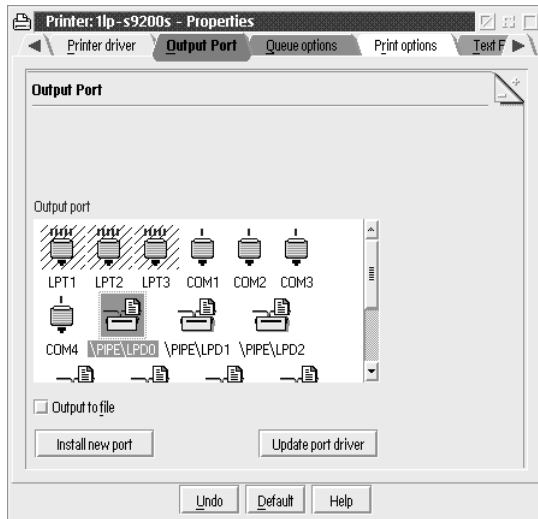 Printer: 1lp-s9200s - Properties
Printer driver Output Port Queue options Print options Text F
Output Port
Output port
LPT1 LPT2 LPT3 COM1 COM2 COM3
COM4 \PIPE\LPD0 \PIPE\LPD1 \PIPE\LPD2
Output to file
Install new port Update port driver
Undo Default Help